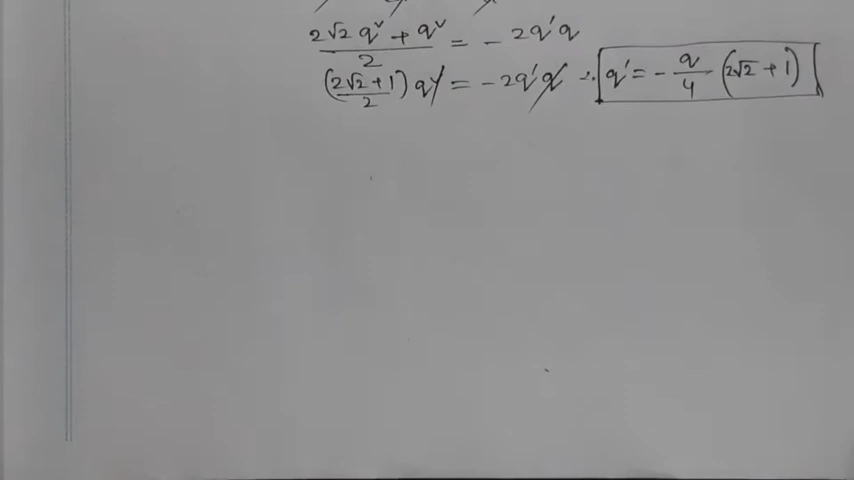 (2√2 q² + q²)/2 = - 2q'q
((2√2 + 1)/2) q² = - 2q'q ∴ q' = - q/4 (2√2 + 1)